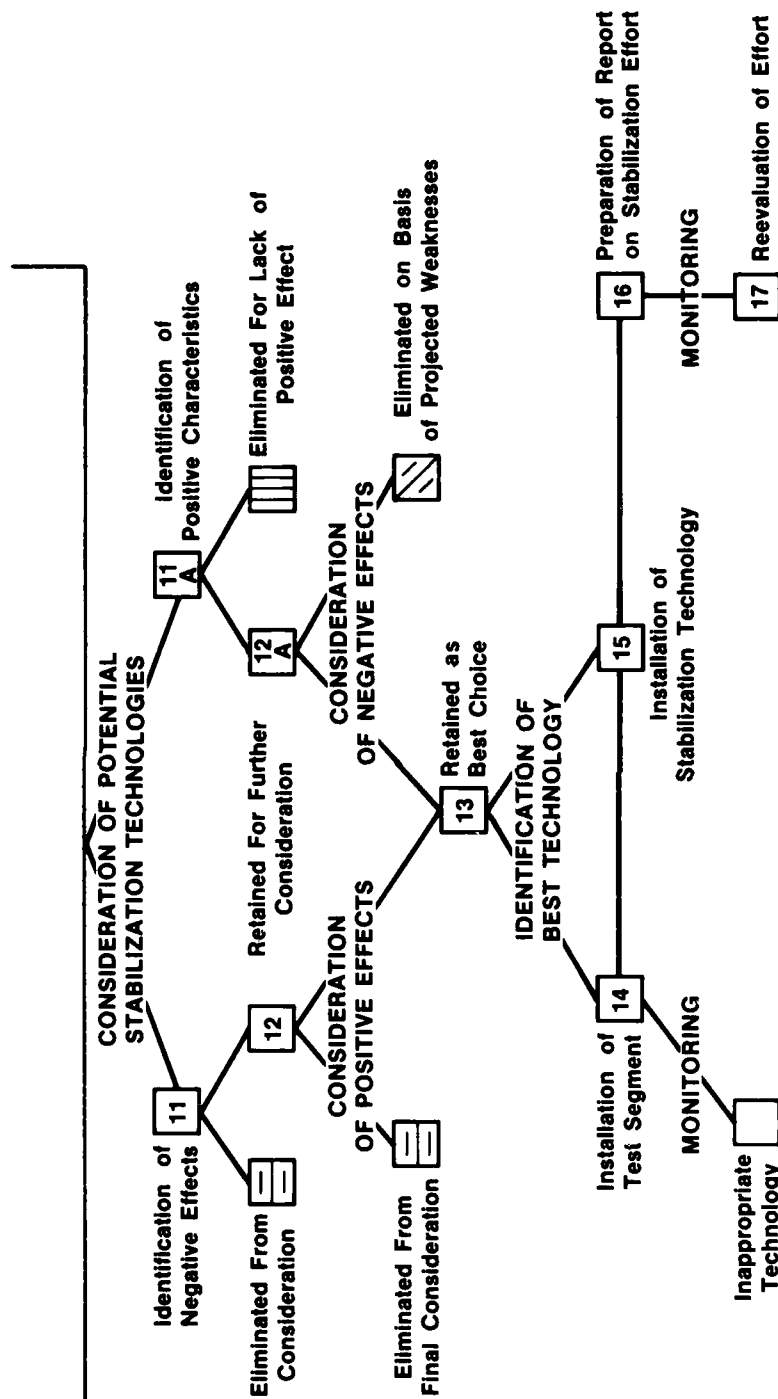 CONSIDERATION OF POTENTIAL
STABILIZATION TECHNOLOGIES
Identification of
Negative Effects
11
11
A
Identification of
Positive Characteristics
Eliminated From
Consideration
12
Retained For Further
Consideration
12
A
Eliminated For Lack of
Positive Effect
CONSIDERATION
OF POSITIVE EFFECTS
CONSIDERATION
OF NEGATIVE EFFECTS
Eliminated From
Final Consideration
13
Retained as
Best Choice
Eliminated on Basis
of Projected Weaknesses
IDENTIFICATION OF
BEST TECHNOLOGY
Installation of
Test Segment
14
15
Installation of
Stabilization Technology
16
Preparation of Report
on Stabilization Effort
MONITORING
MONITORING
Inappropriate
Technology
17
Reevaluation of Effort